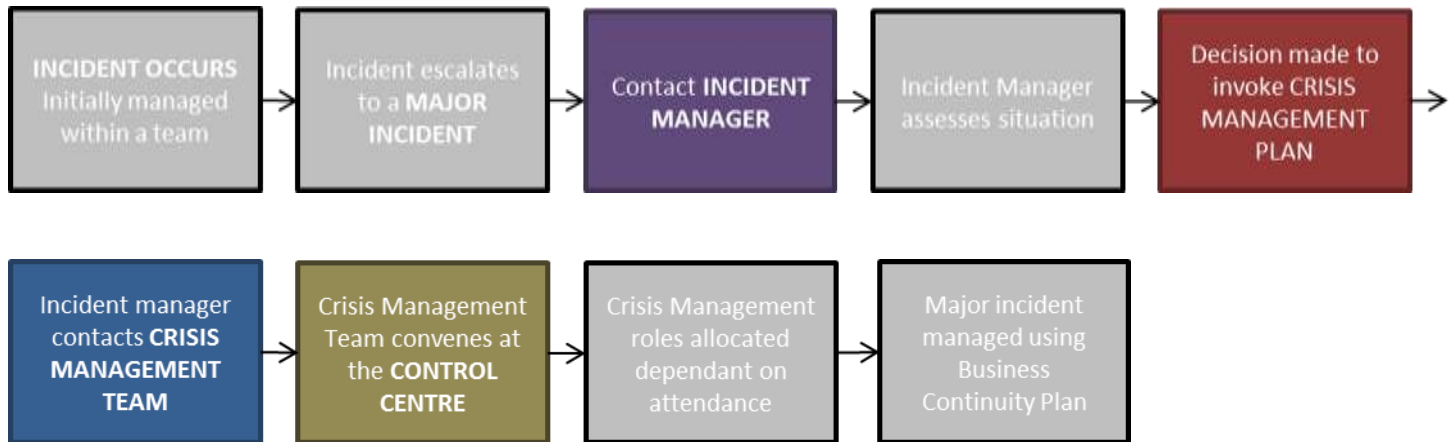 INCIDENT OCCURS
Initially managed
within a team
Incident escalates
to a MAJOR
INCIDENT
Contact INCIDENT
MANAGER
Incident Manager
assesses situation
Decision made to
invoke CRISIS
MANAGEMENT
PLAN
Incident manager
contacts CRISIS
MANAGEMENT
TEAM
Crisis Management
Team convenes at
the CONTROL
CENTRE
Crisis Management
roles allocated
dependant on
attendance
Major incident
managed using
Business
Continuity Plan